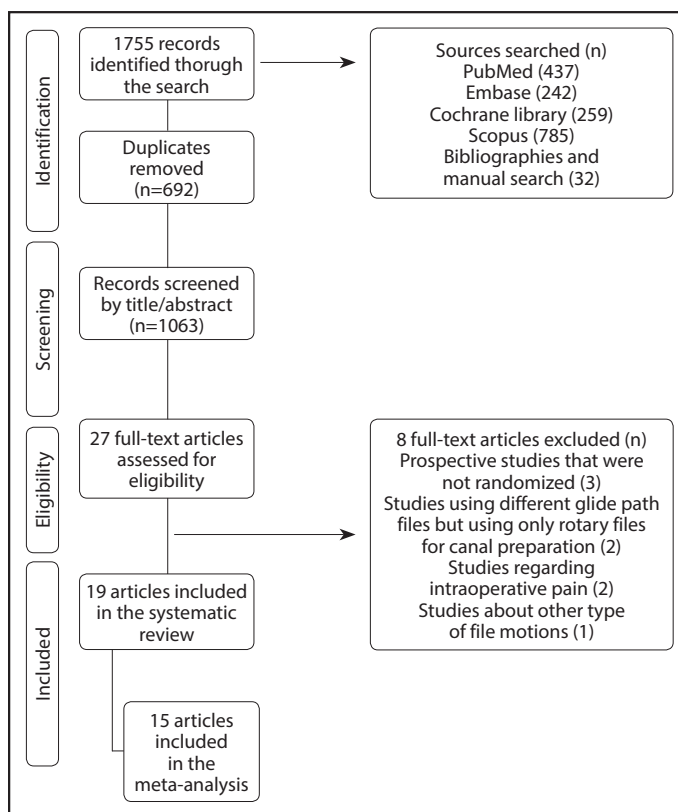 Identification
1755 records
identified thorugh
the search
Sources searched (n)
PubMed (437)
Embase (242)
Cochrane library (259)
Scopus (785)
Bibliographies and
manual search (32)
Duplicates
removed
(n=692)
Screening
Records screened
by title/abstract
(n=1063)
Eligibility
27 full-text articles
assessed for
eligibility
8 full-text articles excluded (n)
Prospective studies that were
not randomized (3)
Studies using different glide path
files but using only rotary files
for canal preparation (2)
Studies regarding
intraoperative pain (2)
Studies about other type
of file motions (1)
Included
19 articles included
in the systematic
review
15 articles
included
in the
meta-analysis